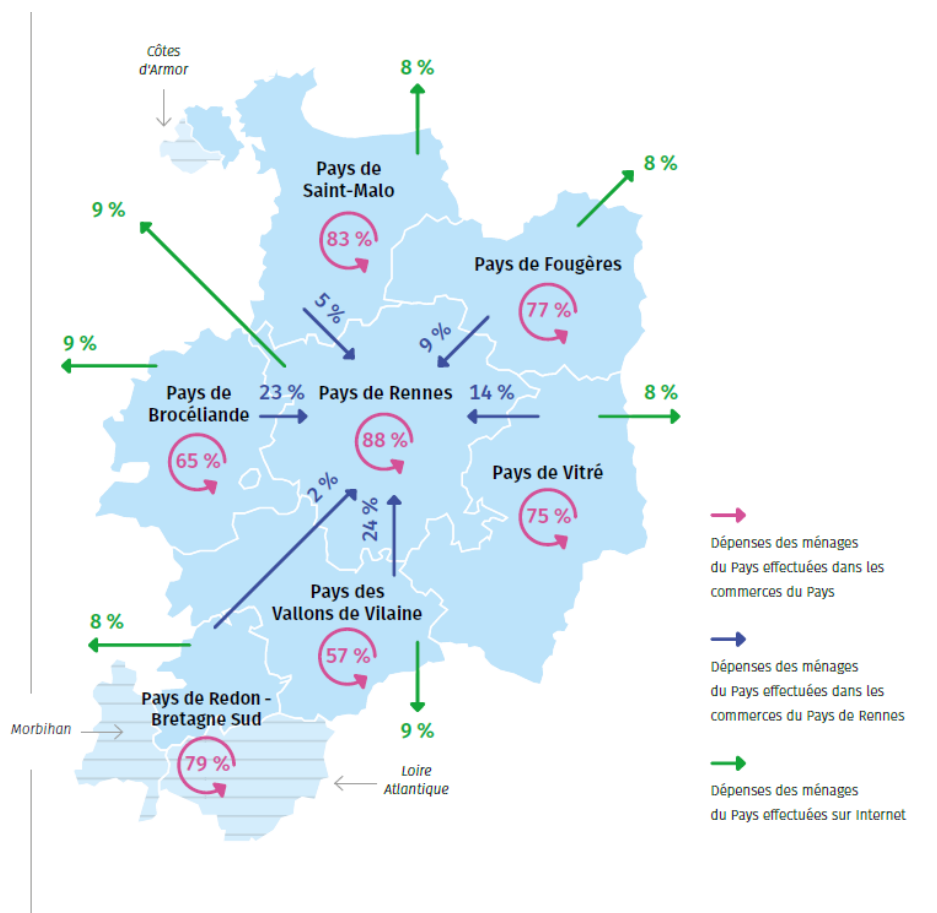 Côtes
d'Armor
8 %
Pays de
Saint-Malo
83 %
8 %
9 %
Pays de Fougères
77 %
5 %
9 %
9 %
Pays de
Brocéliande
23 %
65 %
Pays de Rennes
88 %
14 %
8 %
Pays de Vitré
75 %
2 %
24 %
Pays des
Vallons de Vilaine
57 %
8 %
9 %
Pays de Redon -
Bretagne Sud
79 %
Morbihan
Loire
Atlantique
Dépenses des ménages
du Pays effectuées dans les
commerces du Pays
Dépenses des ménages
du Pays effectuées dans les
commerces du Pays de Rennes
Dépenses des ménages
du Pays effectuées sur Internet